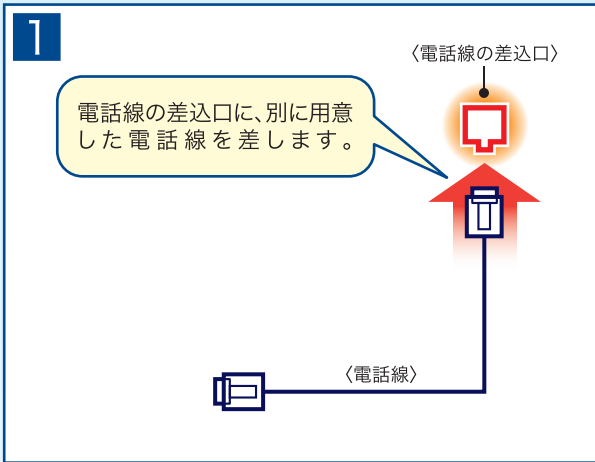 1
〈電話線の差込口〉
電話線の差込口に、別に用意
した電話線を差します。
〈電話線〉